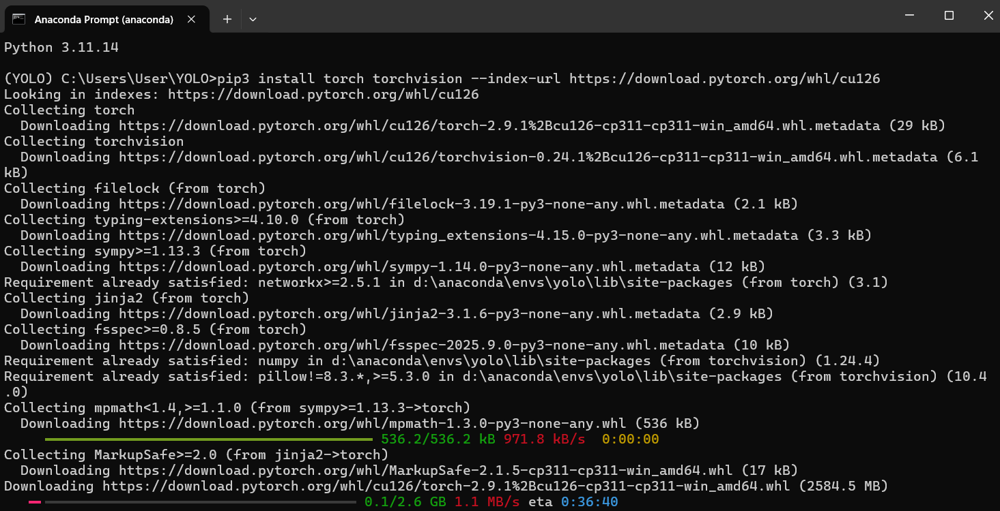 Anaconda Prompt (anaconda)
Python 3.11.14
(YOLO) C:\Users\User\YOLO>pip3 install torch torchvision --index-url https://download.pytorch.org/whl/cu126
Looking in indexes: https://download.pytorch.org/whl/cu126
Collecting torch
  Downloading https://download.pytorch.org/whl/cu126/torch-2.9.1%2Bcu126-cp311-cp311-win_amd64.whl.metadata (29 kB)
Collecting torchvision
  Downloading https://download.pytorch.org/whl/cu126/torchvision-0.24.1%2Bcu126-cp311-cp311-win_amd64.whl.metadata (6.1
kB)
Collecting filelock (from torch)
  Downloading https://download.pytorch.org/whl/filelock-3.19.1-py3-none-any.whl.metadata (2.1 kB)
Collecting typing-extensions>=4.10.0 (from torch)
  Downloading https://download.pytorch.org/whl/typing_extensions-4.15.0-py3-none-any.whl.metadata (3.3 kB)
Collecting sympy>=1.13.3 (from torch)
  Downloading https://download.pytorch.org/whl/sympy-1.14.0-py3-none-any.whl.metadata (12 kB)
Requirement already satisfied: networkx>=2.5.1 in d:\anaconda\envs\yolo\lib\site-packages (from torch) (3.1)
Collecting jinja2 (from torch)
  Downloading https://download.pytorch.org/whl/jinja2-3.1.6-py3-none-any.whl.metadata (2.9 kB)
Collecting fsspec>=0.8.5 (from torch)
  Downloading https://download.pytorch.org/whl/fsspec-2025.9.0-py3-none-any.whl.metadata (10 kB)
Requirement already satisfied: numpy in d:\anaconda\envs\yolo\lib\site-packages (from torchvision) (1.24.4)
Requirement already satisfied: pillow!=8.3.*,>=5.3.0 in d:\anaconda\envs\yolo\lib\site-packages (from torchvision) (10.4
.0)
Collecting mpmath<1.4,>=1.1.0 (from sympy>=1.13.3->torch)
  Downloading https://download.pytorch.org/whl/mpmath-1.3.0-py3-none-any.whl (536 kB)
536.2/536.2 kB 971.8 kB/s  0:00:00
Collecting MarkupSafe>=2.0 (from jinja2->torch)
  Downloading https://download.pytorch.org/whl/MarkupSafe-2.1.5-cp311-cp311-win_amd64.whl (17 kB)
Downloading https://download.pytorch.org/whl/cu126/torch-2.9.1%2Bcu126-cp311-cp311-win_amd64.whl (2584.5 MB)
0.1/2.6 GB 1.1 MB/s eta 0:36:40